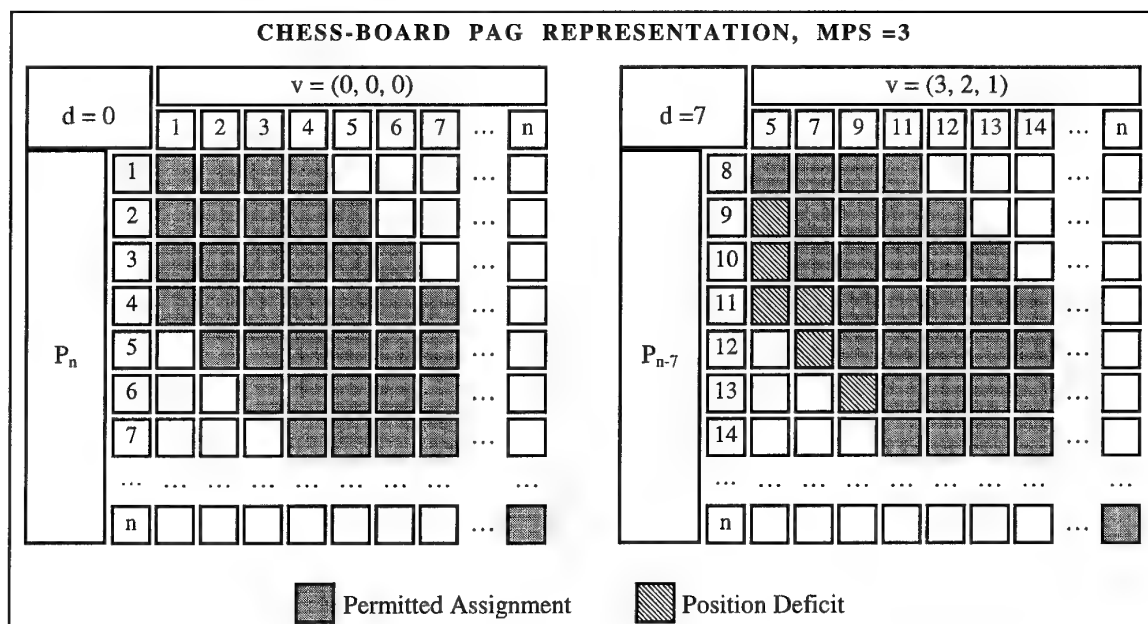 CHESS-BOARD PAG REPRESENTATION, MPS =3
d = 0
v = (0, 0, 0)
1 2 3 4 5 6 7 ... n
P_n
1 ...
2 ...
3 ...
4 ...
5 ...
6 ...
7 ...
... ... ... ... ... ... ... ... ...
n ...
d =7
v = (3, 2, 1)
5 7 9 11 12 13 14 ... n
P_n-7
8 ...
9 ...
10 ...
11 ...
12 ...
13 ...
14 ...
... ... ... ... ... ... ... ... ...
n ...
Permitted Assignment
Position Deficit